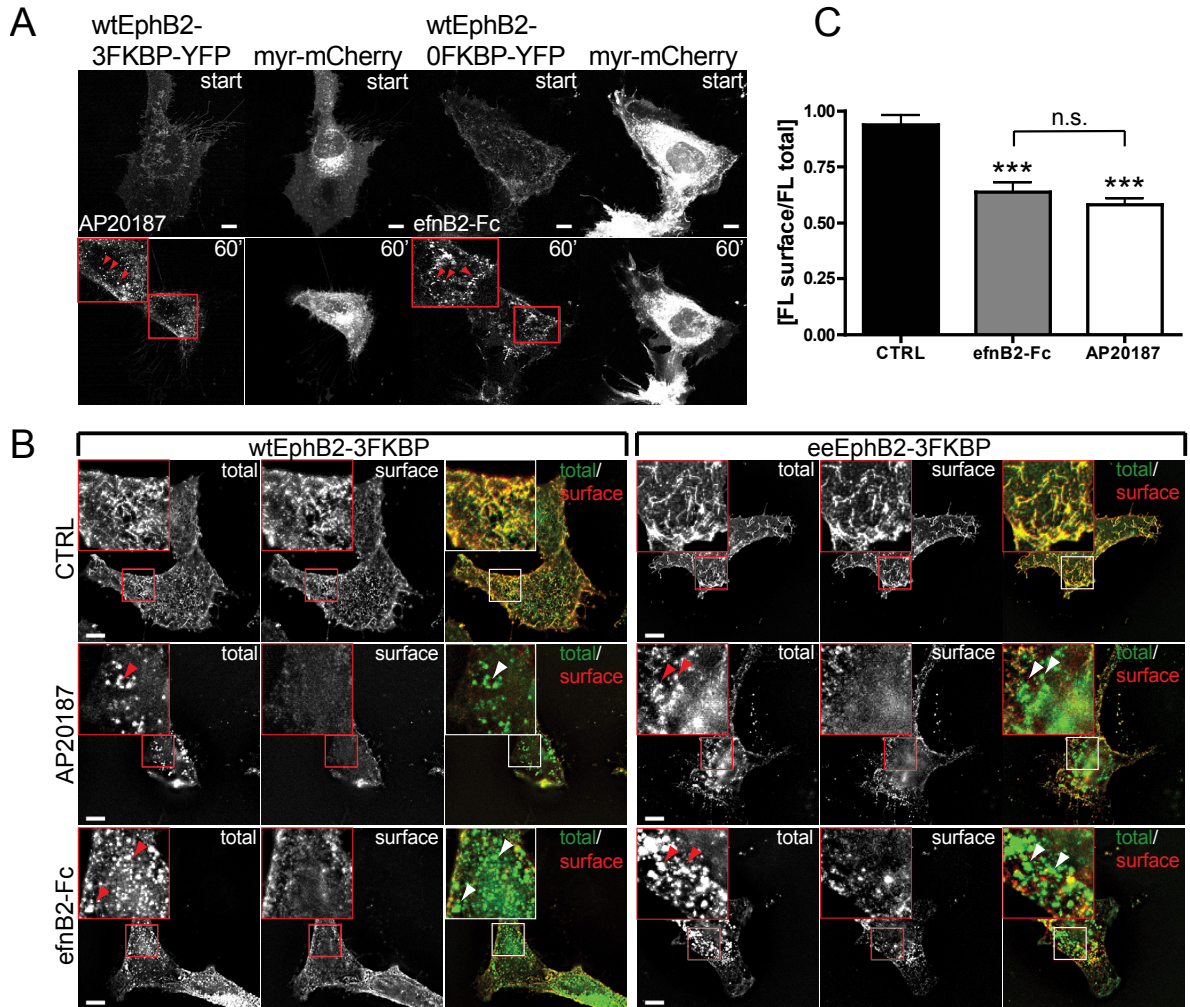 A
wtEphB2-
3FKBP-YFP
myr-mCherry
wtEphB2-
0FKBP-YFP
myr-mCherry
start
start
start
start
AP20187
60’
60’
efnB2-Fc
60’
60’
C
[FL surface/FL total]
1.00
0.75
0.50
0.25
0.00
n.s.
***
***
CTRL
efnB2-Fc
AP20187
B
wtEphB2-3FKBP
eeEphB2-3FKBP
CTRL
total
surface
total/
surface
total
surface
total/
surface
AP20187
total
surface
total/
surface
total
surface
total/
surface
efnB2-Fc
total
surface
total/
surface
total
surface
total/
surface